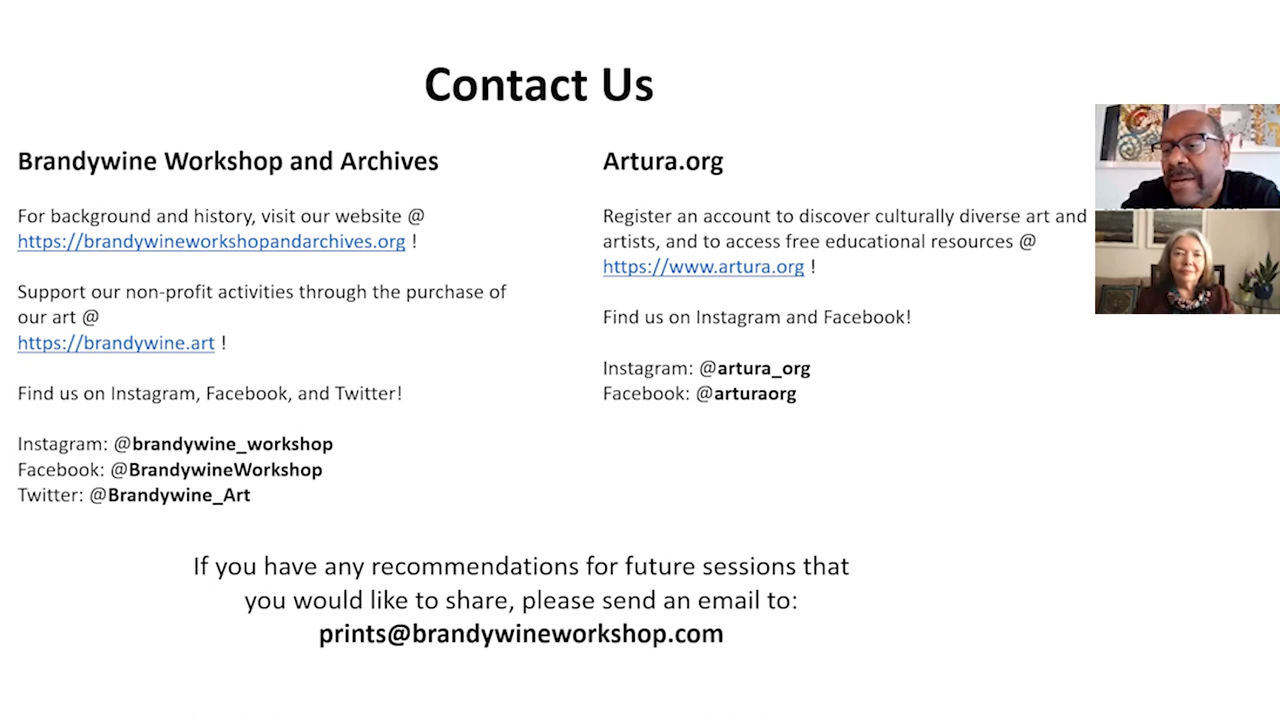 Contact Us
Brandywine Workshop and Archives
For background and history, visit our website @
https://brandywineworkshopandarchives.org !
Support our non-profit activities through the purchase of
our art @
https://brandywine.art !
Find us on Instagram, Facebook, and Twitter!
Instagram: @brandywine_workshop
Facebook: @BrandywineWorkshop
Twitter: @Brandywine_Art
Artura.org
Register an account to discover culturally diverse art and
artists, and to access free educational resources @
https://www.artura.org !
Find us on Instagram and Facebook!
Instagram: @artura_org
Facebook: @arturaorg
If you have any recommendations for future sessions that
you would like to share, please send an email to:
prints@brandywineworkshop.com